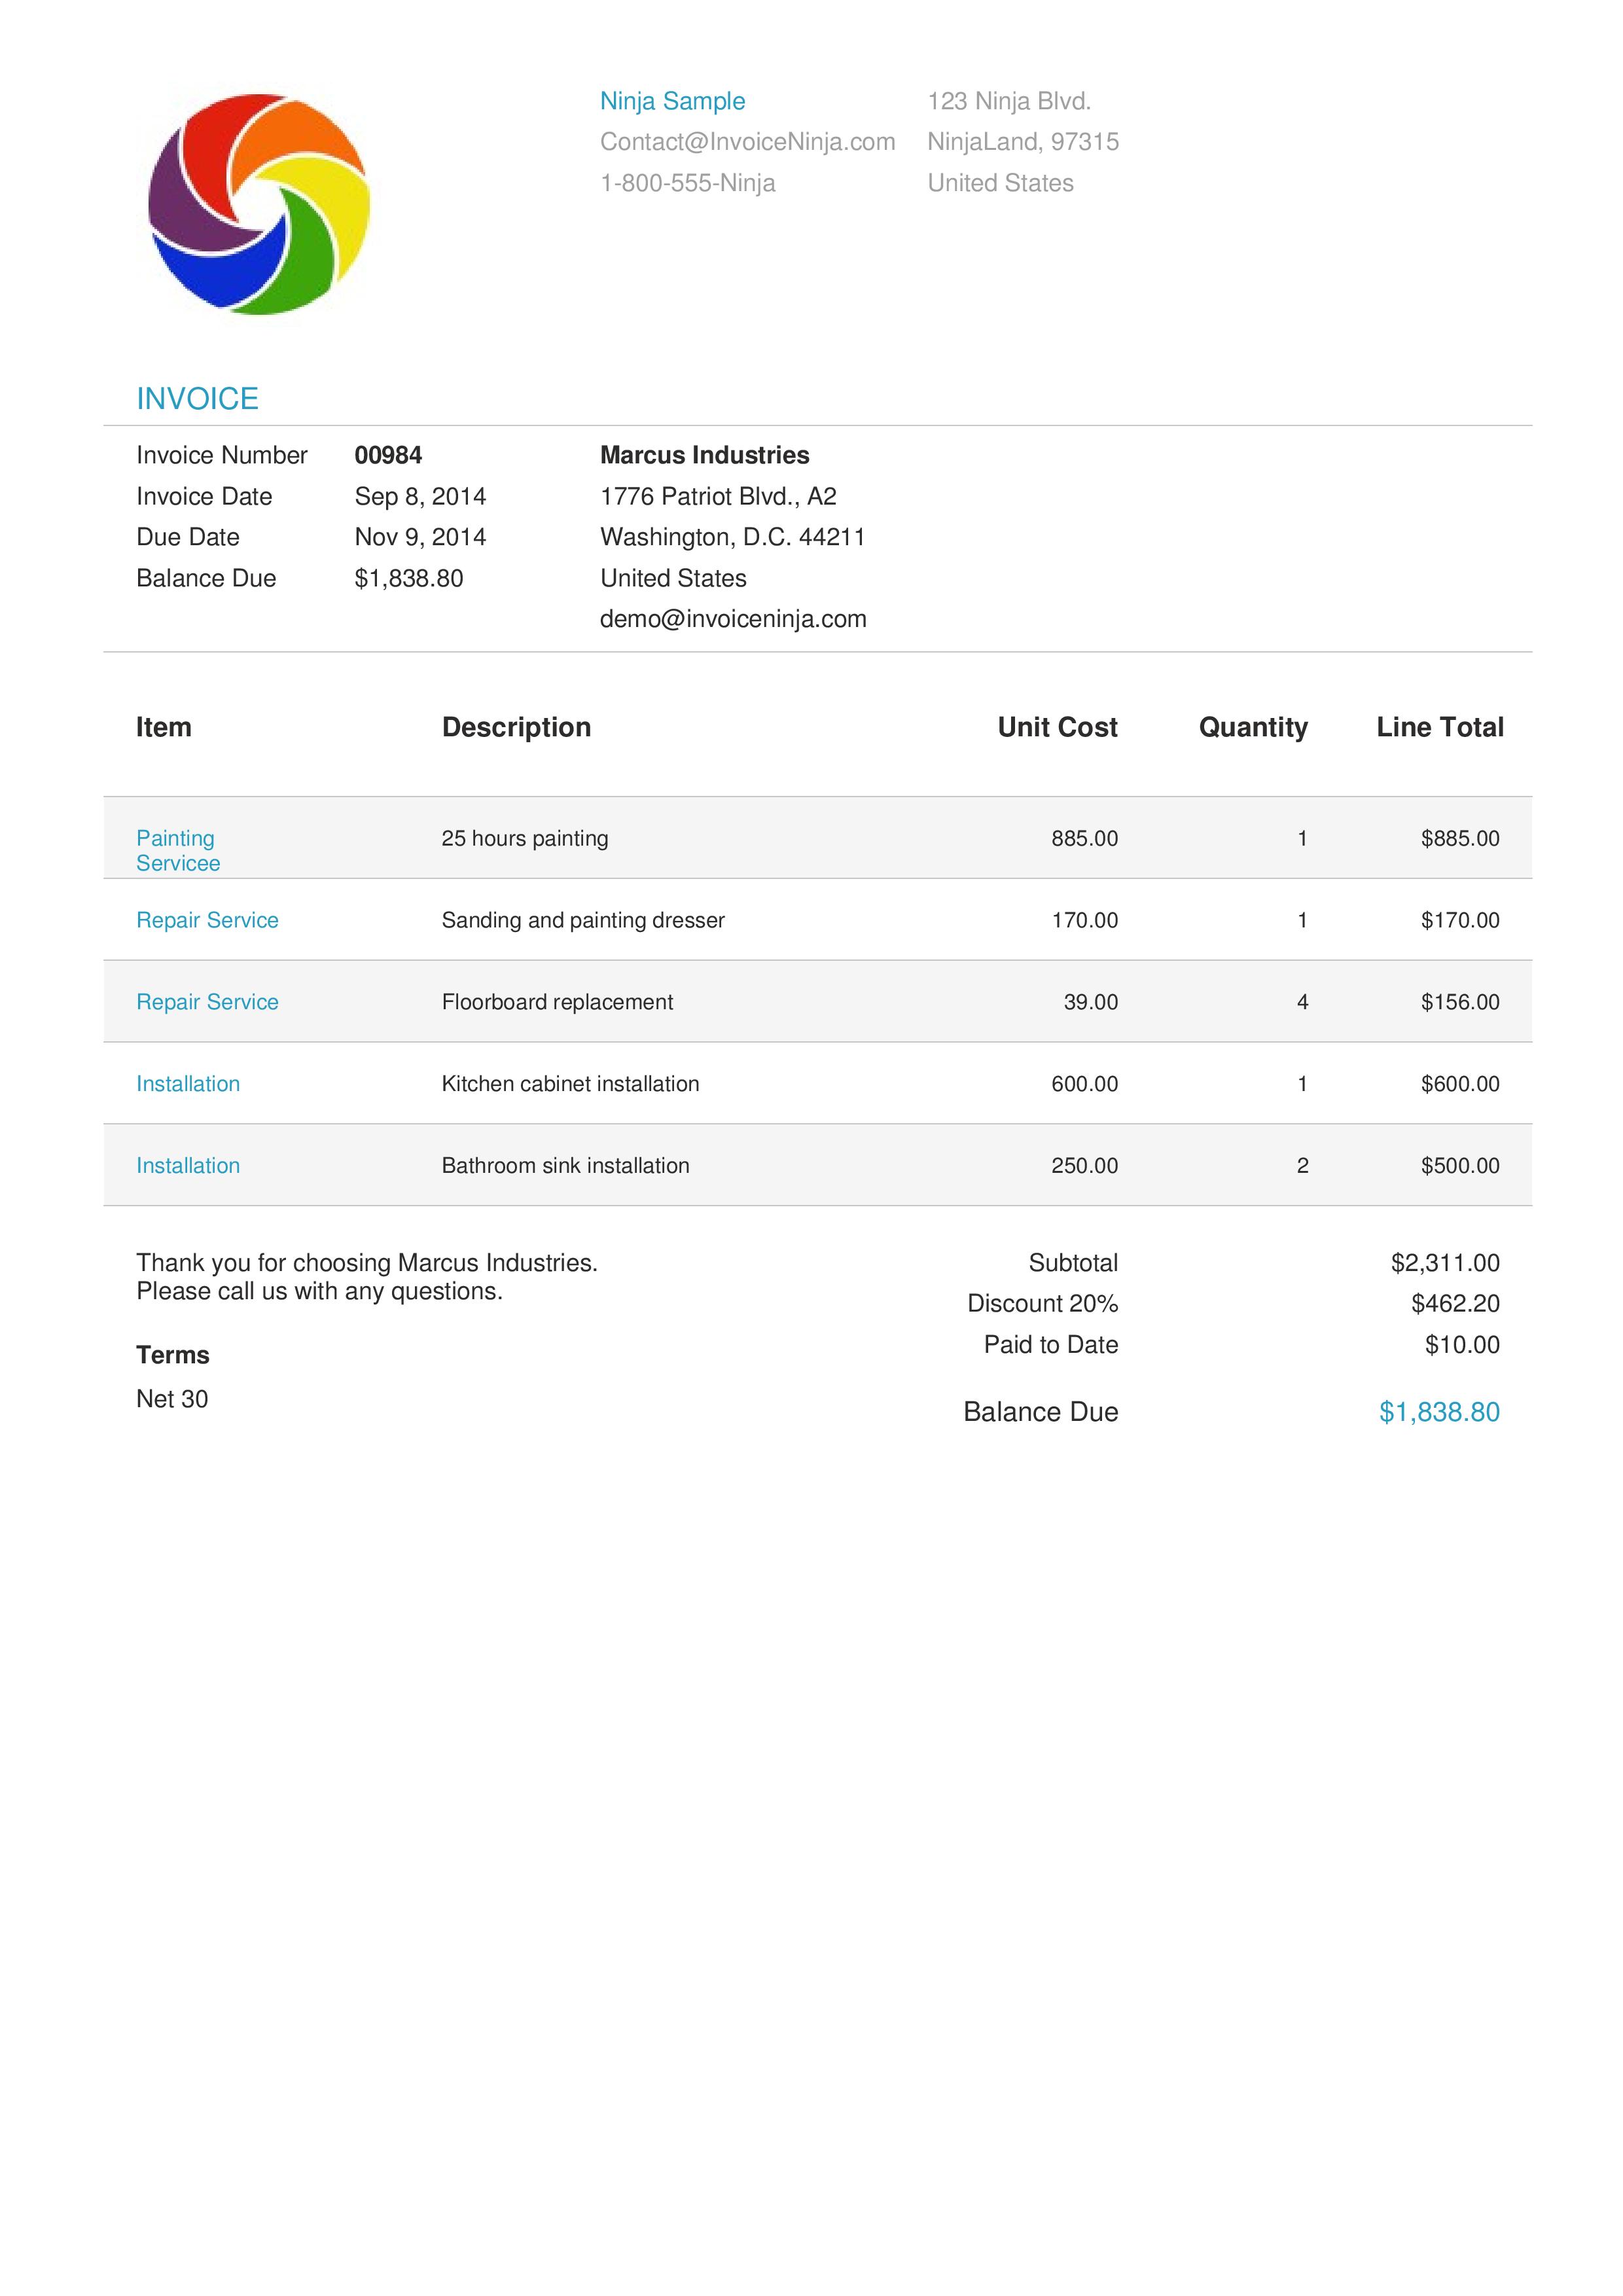 Ninja Sample 123 Ninja Blvd.
Contact@InvoiceNinja.com NinjaLand, 97315
1-800-555-Ninja United States
INVOICE
Invoice Number 00984 Marcus Industries
Invoice Date Sep 8, 2014 1776 Patriot Blvd., A2
Due Date Nov 9, 2014 Washington, D.C. 44211
Balance Due $1,838.80 United States
demo@invoiceninja.com
Item Description Unit Cost Quantity Line Total
Painting 25 hours painting 885.00 1 $885.00
Servicee
Repair Service Sanding and painting dresser 170.00 1 $170.00
Repair Service Floorboard replacement 39.00 4 $156.00
Installation Kitchen cabinet installation 600.00 1 $600.00
Installation Bathroom sink installation 250.00 2 $500.00
Thank you for choosing Marcus Industries. Subtotal $2,311.00
Please call us with any questions. Discount 20% $462.20
Paid to Date $10.00
Terms
Net 30 Balance Due $1,838.80